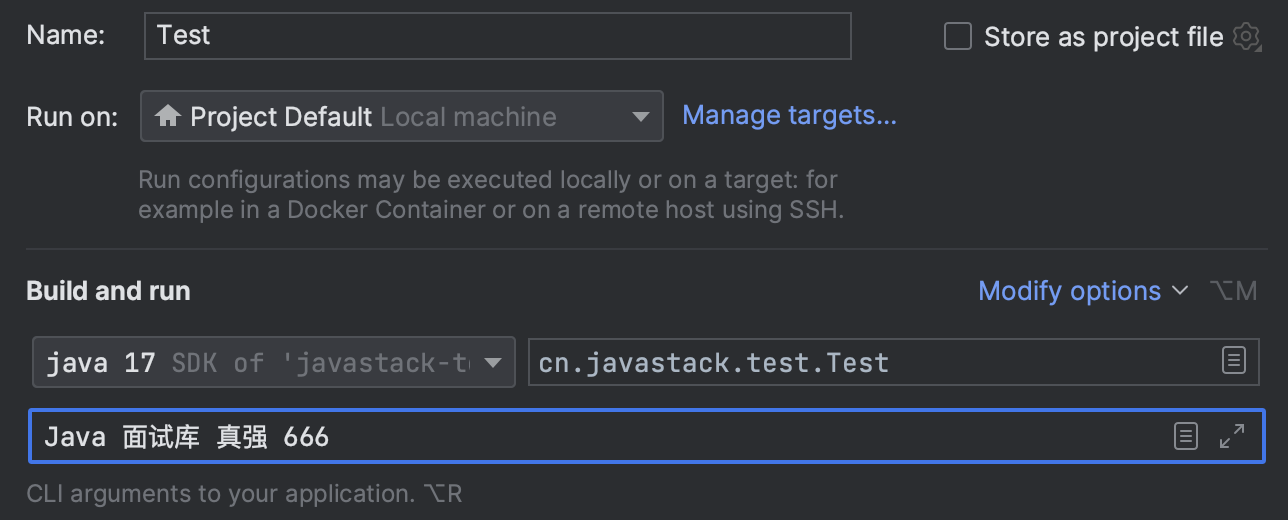 Name: Test Store as project file
Run on: Project Default Local machine Manage targets...
Run configurations may be executed locally or on a target: for
example in a Docker Container or on a remote host using SSH.
Build and run Modify options ⌥M
java 17 SDK of 'javastack-te cn.javastack.test.Test
Java 面试库 真强 666
CLI arguments to your application. ⌥R